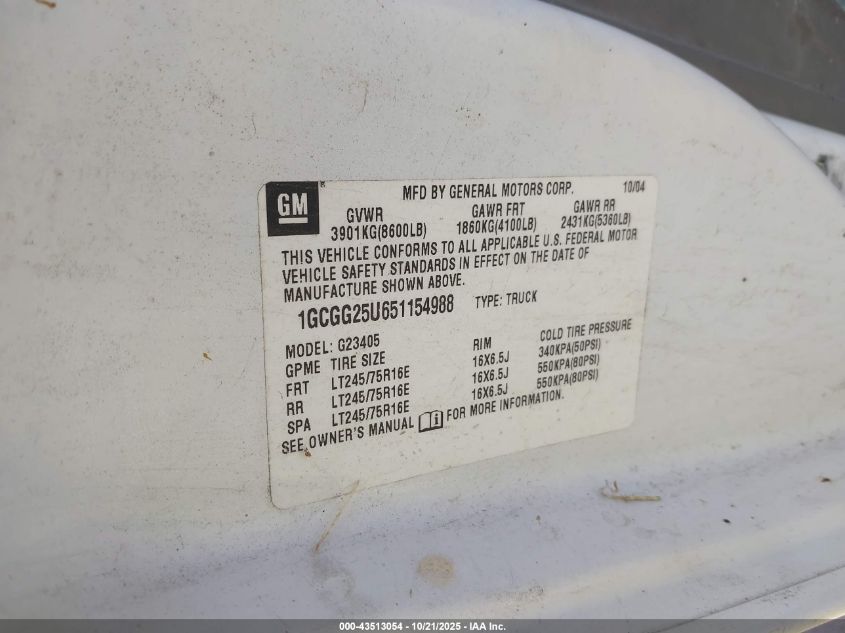 GM
MFD BY GENERAL MOTORS CORP. 10/04
GVWR GAWR FRT GAWR RR
3901KG(8600LB) 1860KG(4100LB) 2431KG(5360LB)
THIS VEHICLE CONFORMS TO ALL APPLICABLE U.S. FEDERAL MOTOR
VEHICLE SAFETY STANDARDS IN EFFECT ON THE DATE OF
MANUFACTURE SHOWN ABOVE.
1GCGG25U651154988 TYPE: TRUCK
MODEL: G23405
GPME TIRE SIZE RIM COLD TIRE PRESSURE
FRT LT245/75R16E 16X6.5J 340KPA(50PSI)
RR LT245/75R16E 16X6.5J 550KPA(80PSI)
SPA LT245/75R16E 16X6.5J 550KPA(80PSI)
SEE OWNER'S MANUAL i FOR MORE INFORMATION.
000-43513054 - 10/21/2025 - IAA Inc.